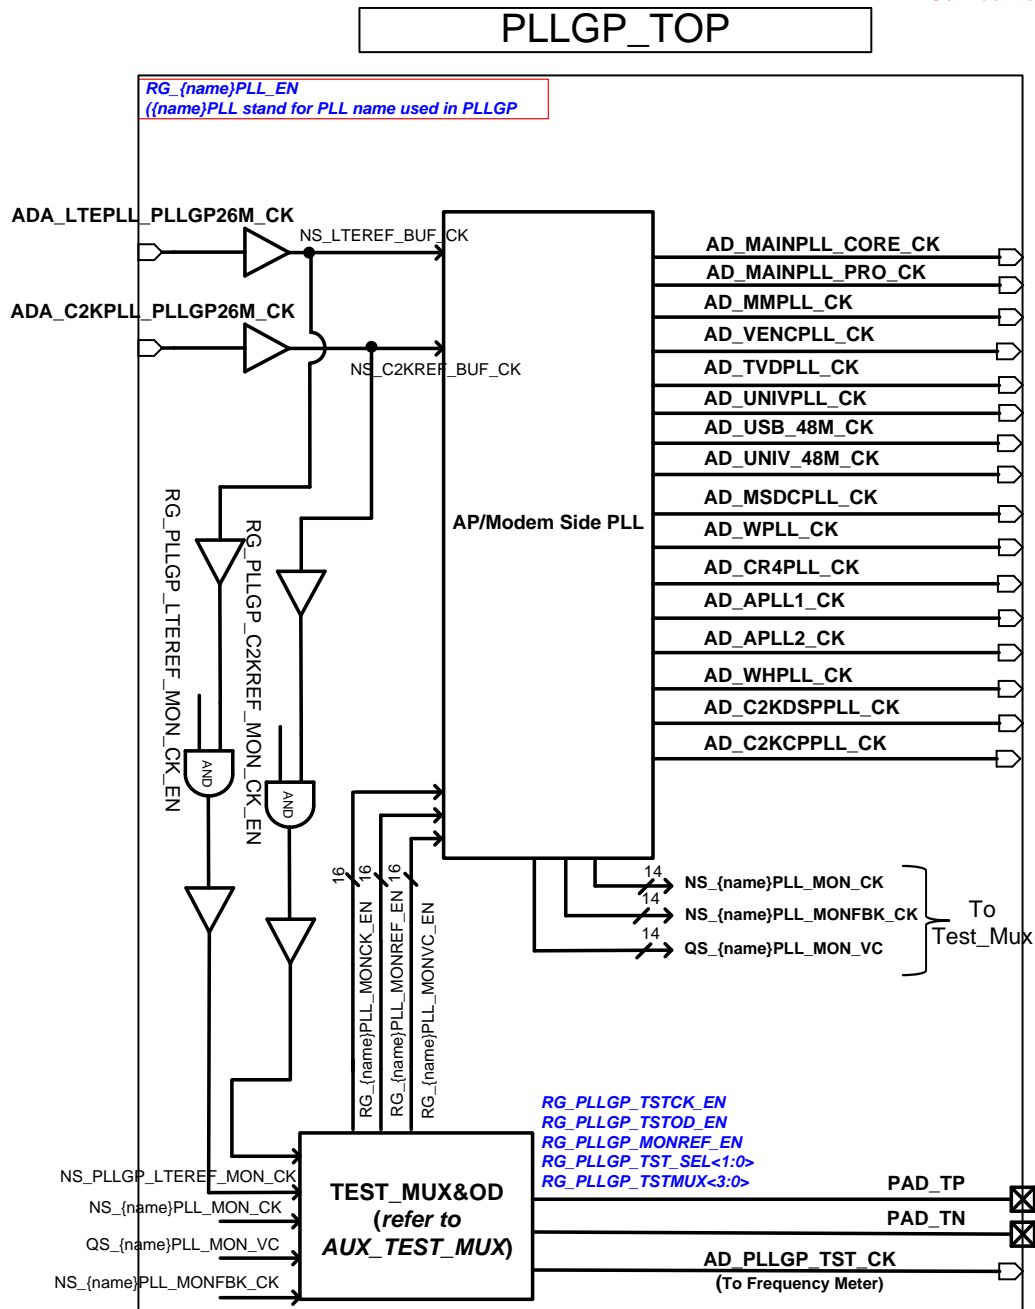 PLLGP_TOP
RG_{name}PLL_EN
({name}PLL stand for PLL name used in PLLGP
ADA_LTEPLL_PLLGP26M_CK
NS_LTEREF_BUF_CK
ADA_C2KPLL_PLLGP26M_CK
NS_C2KREF_BUF_CK
AP/Modem Side PLL
AD_MAINPLL_CORE_CK
AD_MAINPLL_PRO_CK
AD_MMPLL_CK
AD_VENCPLL_CK
AD_TVDPLL_CK
AD_UNIVPLL_CK
AD_USB_48M_CK
AD_UNIV_48M_CK
AD_MSDCPLL_CK
AD_WPLL_CK
AD_CR4PLL_CK
AD_APLL1_CK
AD_APLL2_CK
AD_WHPLL_CK
AD_C2KDSPPLL_CK
AD_C2KCPPLL_CK
RG_PLLGP_LTEREF_MON_CK_EN
RG_PLLGP_C2KREF_MON_CK_EN
AND
AND
16
16
16
RG_{name}PLL_MONCK_EN
RG_{name}PLL_MONREF_EN
RG_{name}PLL_MONVC_EN
14
NS_{name}PLL_MON_CK
14
NS_{name}PLL_MONFBK_CK
14
QS_{name}PLL_MON_VC
To
Test_Mux
RG_PLLGP_TSTCK_EN
RG_PLLGP_TSTOD_EN
RG_PLLGP_MONREF_EN
RG_PLLGP_TST_SEL<1:0>
RG_PLLGP_TSTMUX<3:0>
NS_PLLGP_LTEREF_MON_CK
NS_{name}PLL_MON_CK
QS_{name}PLL_MON_VC
NS_{name}PLL_MONFBK_CK
TEST_MUX&OD
(refer to
AUX_TEST_MUX)
PAD_TP
PAD_TN
AD_PLLGP_TST_CK
(To Frequency Meter)